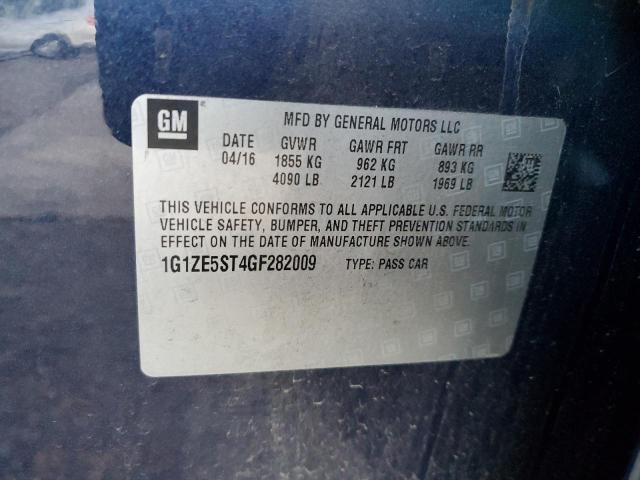 GM
MFD BY GENERAL MOTORS LLC
DATE GVWR GAWR FRT GAWR RR
04/16 1855 KG 962 KG 893 KG
4090 LB 2121 LB 1969 LB
THIS VEHICLE CONFORMS TO ALL APPLICABLE U.S. FEDERAL MOTOR
VEHICLE SAFETY, BUMPER, AND THEFT PREVENTION STANDARDS IN
EFFECT ON THE DATE OF MANUFACTURE SHOWN ABOVE.
1G1ZE5ST4GF282009 TYPE: PASS CAR